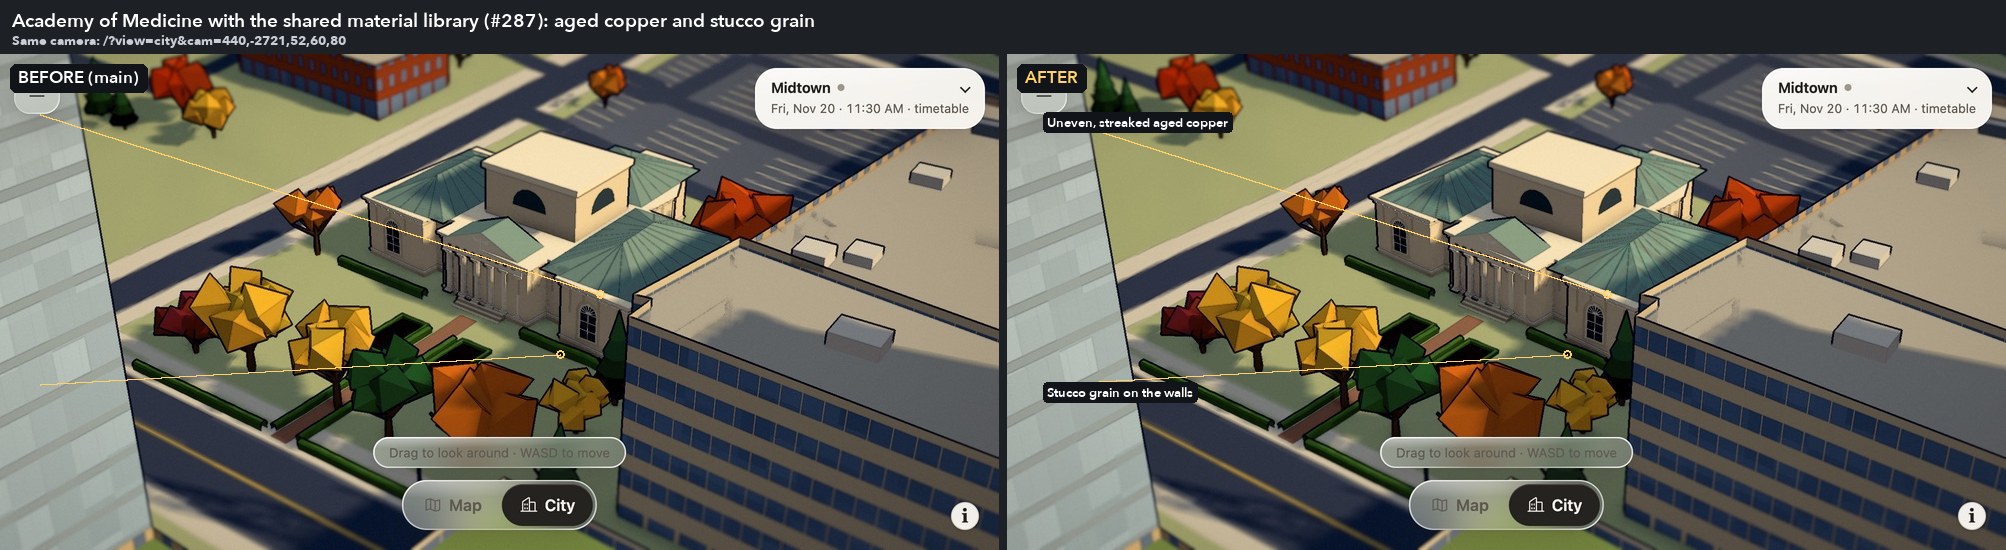 Academy of Medicine with the shared material library (#287): aged copper and stucco grain
Same camera: /?view=city&cam=440,-2721,52,60,80
BEFORE (main)
Midtown
Fri, Nov 20 · 11:30 AM · timetable
Drag to look around · WASD to move
Map
City
i
AFTER
Uneven, streaked aged copper
Midtown
Fri, Nov 20 · 11:30 AM · timetable
Stucco grain on the walls
Drag to look around · WASD to move
Map
City
i